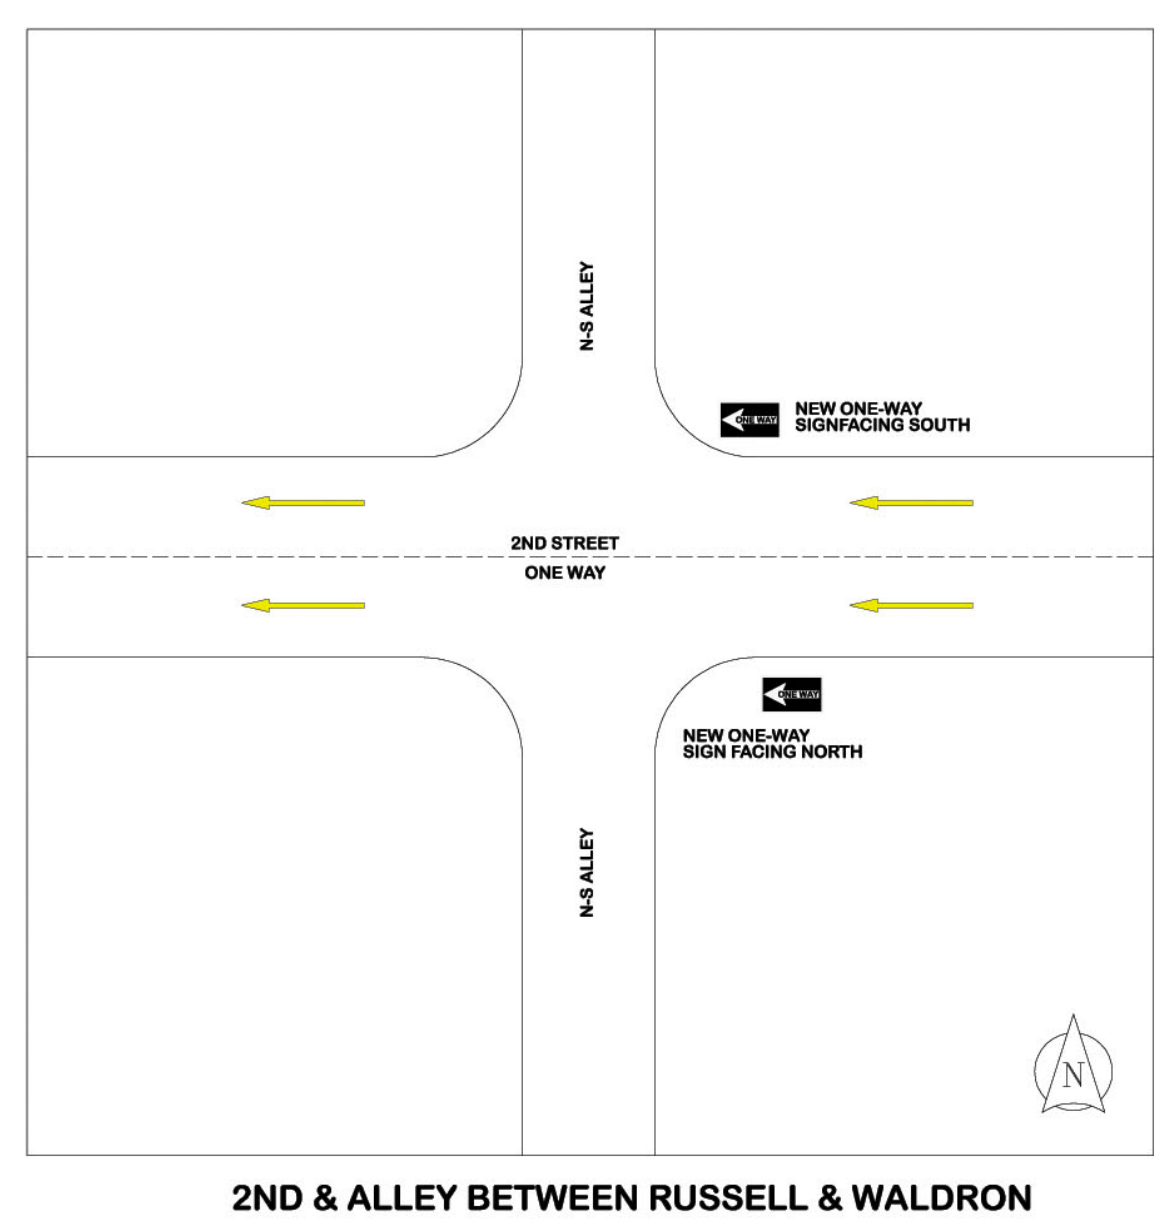 N-S ALLEY
ONE WAY
NEW ONE-WAY
SIGNFACING SOUTH
2ND STREET
ONE WAY
ONE WAY
NEW ONE-WAY
SIGN FACING NORTH
N-S ALLEY
N
2ND & ALLEY BETWEEN RUSSELL & WALDRON